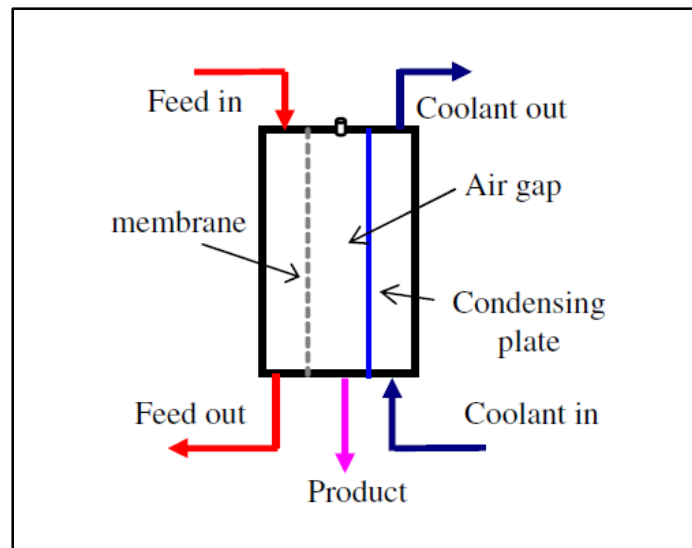 Feed in
Coolant out
Air gap
membrane
Condensing
plate
Feed out
Coolant in
Product